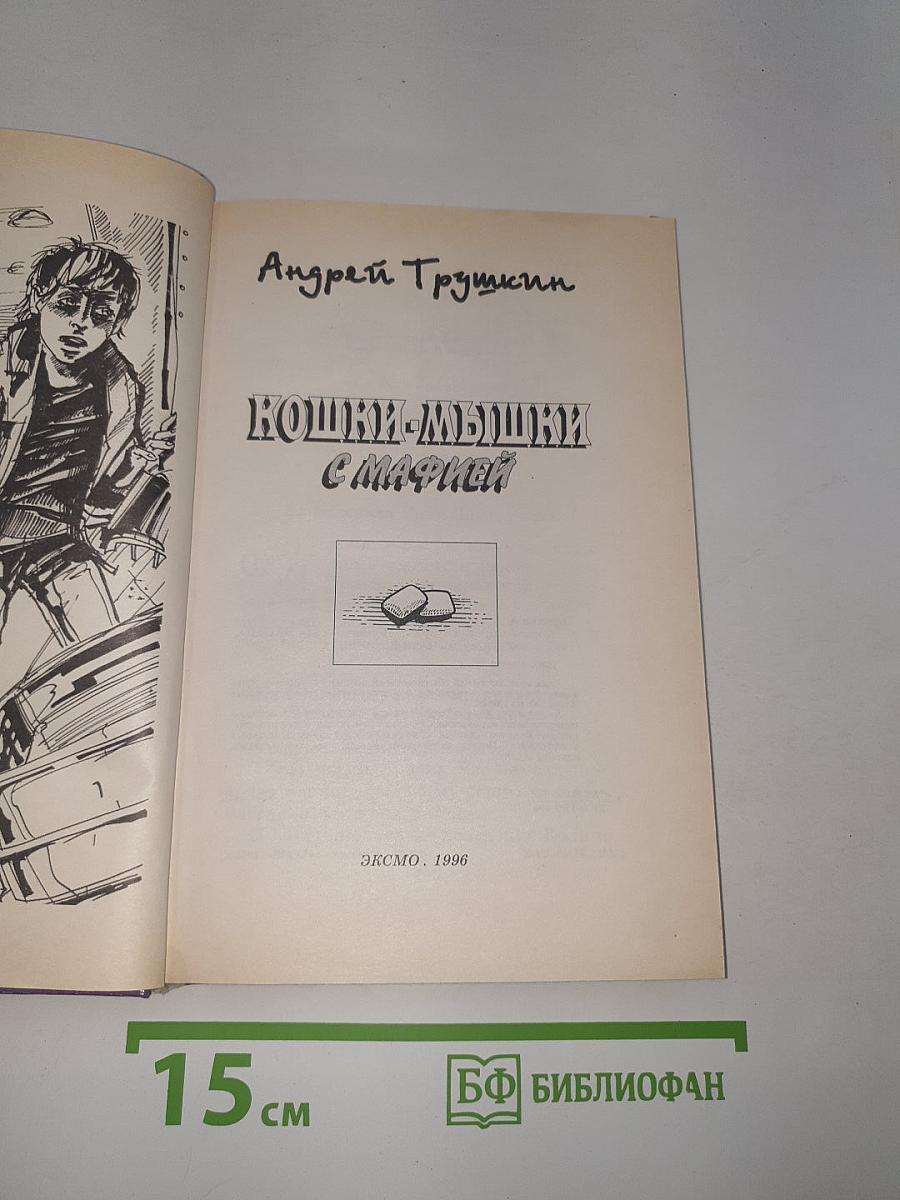 Андрей Трушкин
КОШКИ-МЫШКИ
С МАФИЕЙ
ЭКСМО. 1996
15 см
БФ БИБЛИОФАН